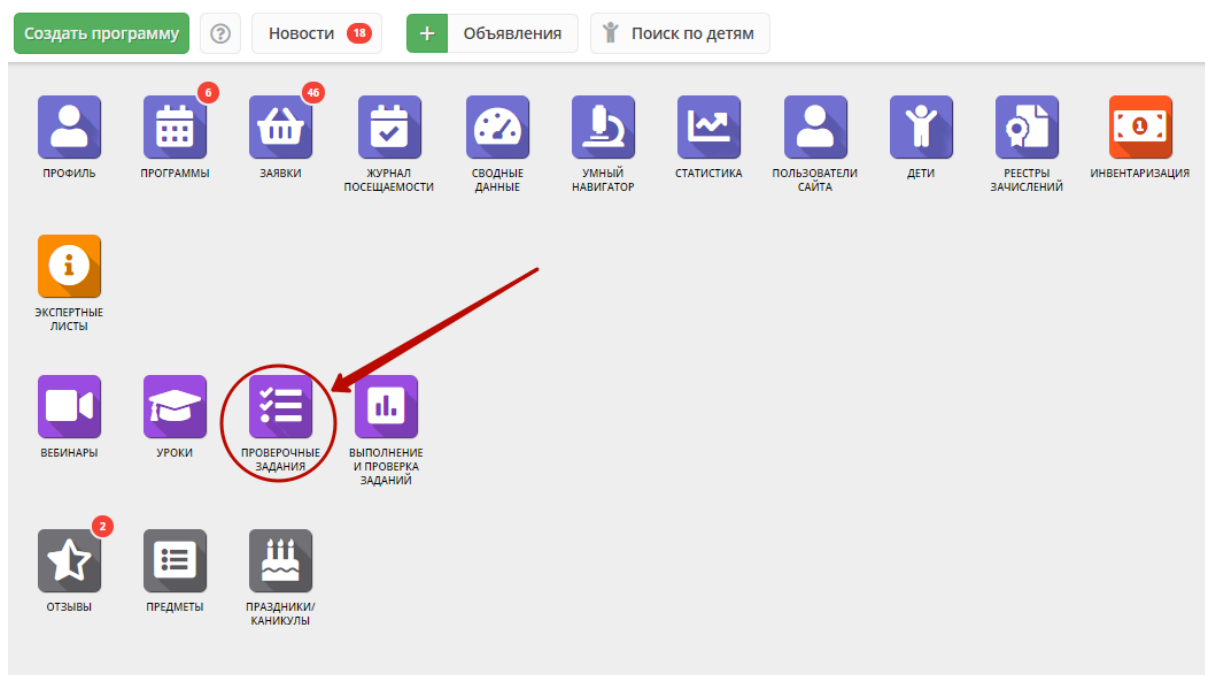 Создать программу ? Новости 18 + Объявления Поиск по детям
6 46
ПРОФИЛЬ ПРОГРАММЫ ЗАЯВКИ ЖУРНАЛ ПОСЕЩАЕМОСТИ СВОДНЫЕ ДАННЫЕ УМНЫЙ НАВИГАТОР СТАТИСТИКА ПОЛЬЗОВАТЕЛИ САЙТА ДЕТИ РЕЕСТРЫ ЗАЧИСЛЕНИЙ 1 ИНВЕНТАРИЗАЦИЯ
i
ЭКСПЕРТНЫЕ
ЛИСТЫ
ВЕБИНАРЫ УРОКИ ПРОВЕРОЧНЫЕ ЗАДАНИЯ ВЫПОЛНЕНИЕ И ПРОВЕРКА ЗАДАНИЙ
2
ОТЗЫВЫ ПРЕДМЕТЫ ПРАЗДНИКИ/ КАНИКУЛЫ